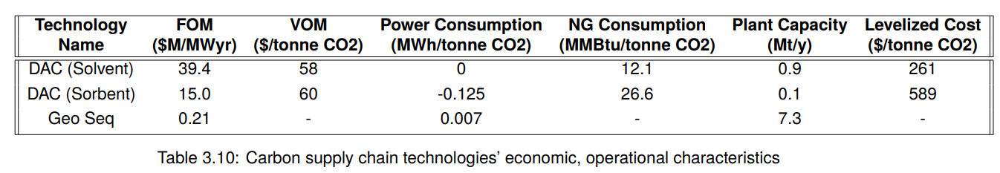 Technology FOM VOM Power Consumption NG Consumption Plant Capacity Levelized Cost
Name ($M/MWyr) ($/tonne CO2) (MWh/tonne CO2) (MMBtu/tonne CO2) (Mt/y) ($/tonne CO2)
DAC (Solvent) 39.4 58 0 12.1 0.9 261
DAC (Sorbent) 15.0 60 -0.125 26.6 0.1 589
Geo Seq 0.21 - 0.007 - 7.3 -
Table 3.10: Carbon supply chain technologies’ economic, operational characteristics